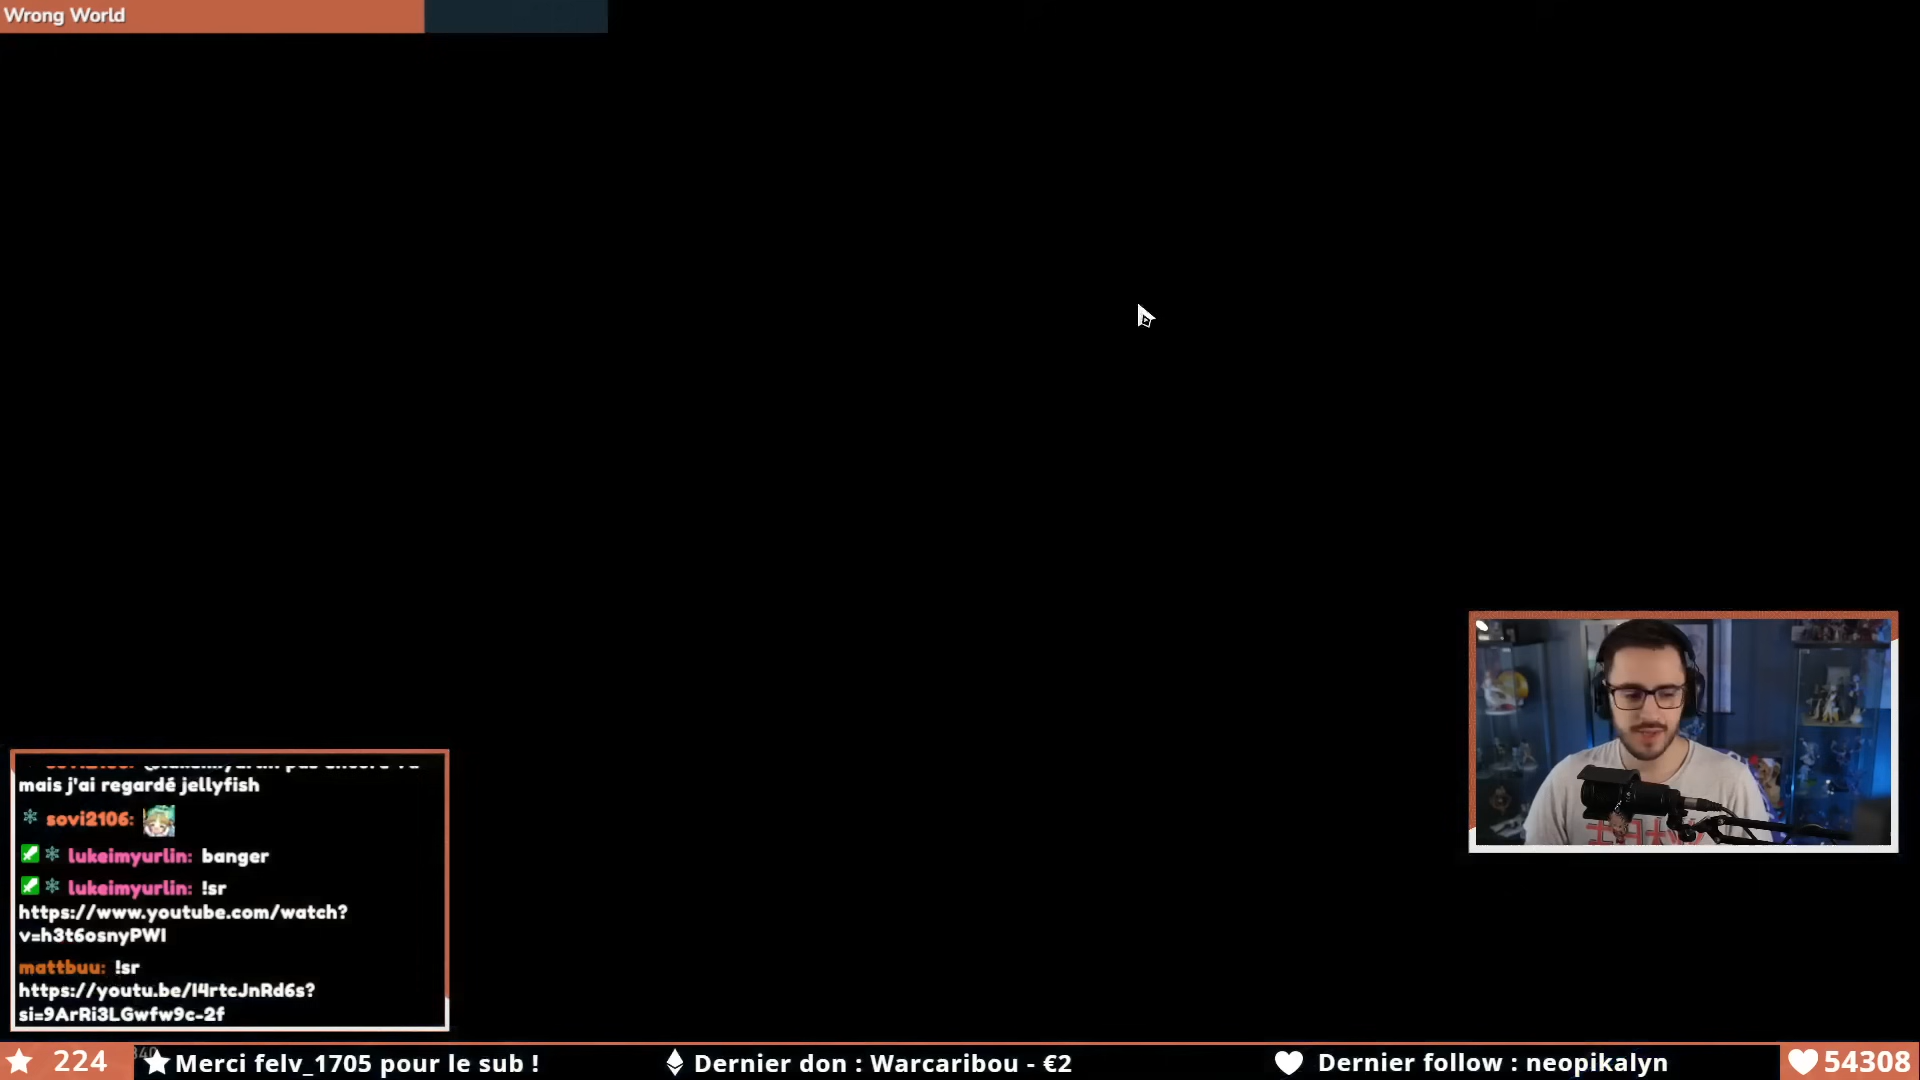 Wrong World
mais j'ai regardé jellyfish
sovi2106:
lukeimyurlin: banger
lukeimyurlin: !sr
https://www.youtube.com/watch?
v=h3t6osnyPWI
mattbuu: !sr
https://youtu.be/l4rtcJnRd6s?
si=9ArRi3LGwfw9c-2f
224
Merci felv_1705 pour le sub !
Dernier don : Warcaribou - €2
Dernier follow : neopikalyn
54308